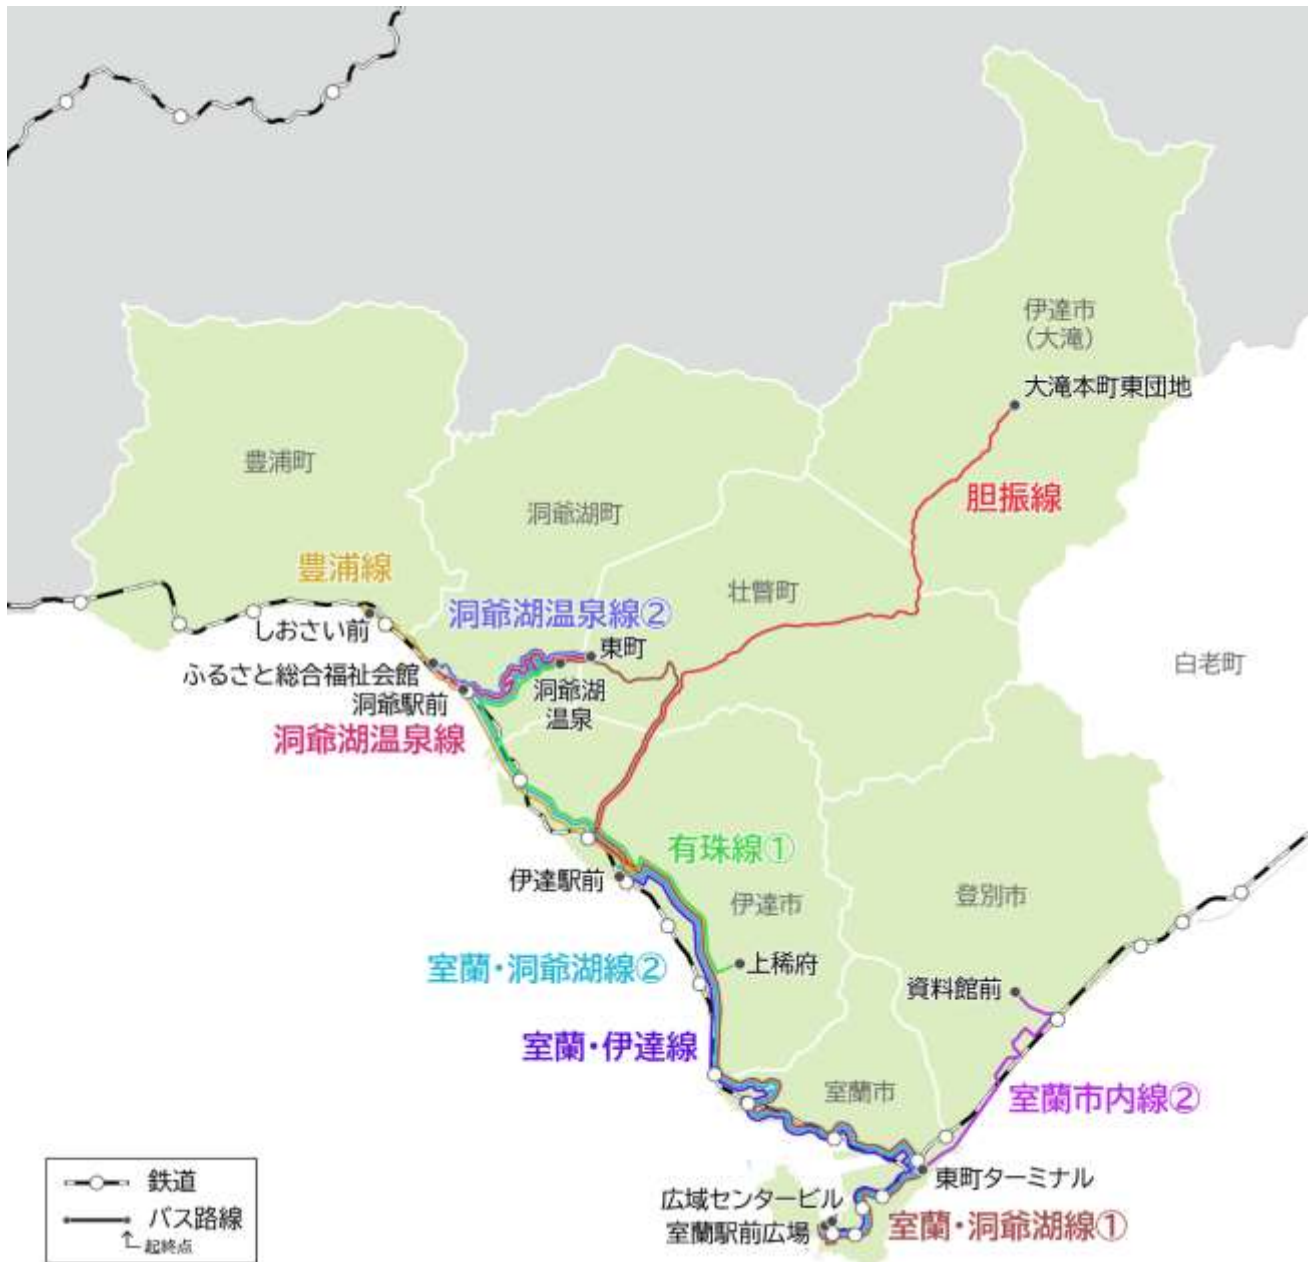 伊達市
（大滝）
大滝本町東団地
豊浦町
胆振線
洞爺湖町
豊浦線
壮瞥町
洞爺湖温泉線②
しおさい前
東町
白老町
ふるさと総合福祉会館
洞爺駅前
洞爺湖
温泉
洞爺湖温泉線
有珠線①
伊達駅前
伊達市
登別市
室蘭・洞爺湖線②
上稀府
資料館前
室蘭・伊達線
室蘭市
室蘭市内線②
鉄道
東町ターミナル
広域センタービル
バス路線
室蘭駅前広場
室蘭・洞爺湖線①
起終点